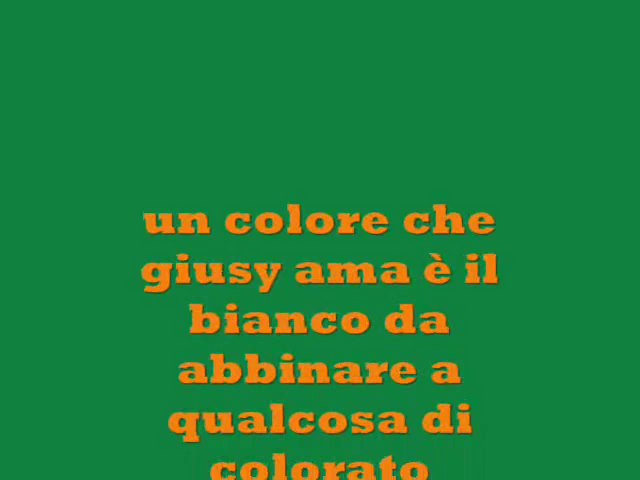 un colore che
giusy ama è il
bianco da
abbinare a
qualcosa di
colorato